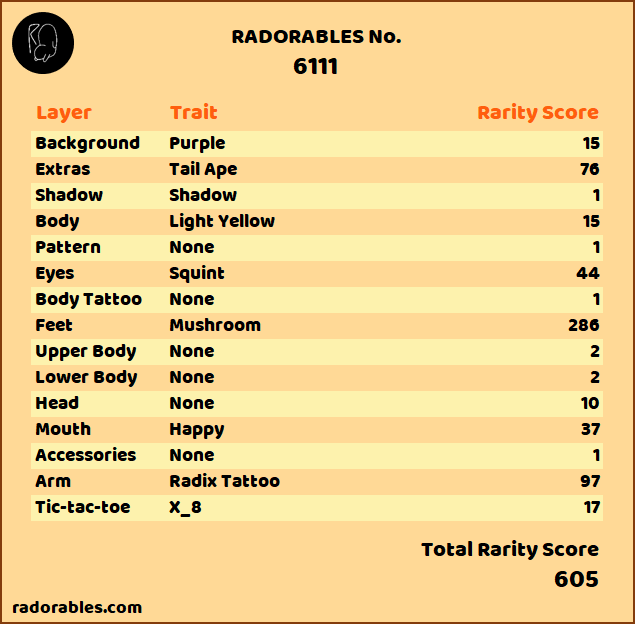 RADORABLES No.
6111
Layer Trait Rarity Score
Background Purple 15
Extras Tail Ape 76
Shadow Shadow 1
Body Light Yellow 15
Pattern None 1
Eyes Squint 44
Body Tattoo None 1
Feet Mushroom 286
Upper Body None 2
Lower Body None 2
Head None 10
Mouth Happy 37
Accessories None 1
Arm Radix Tattoo 97
Tic-tac-toe X_8 17
Total Rarity Score
605
radorables.com